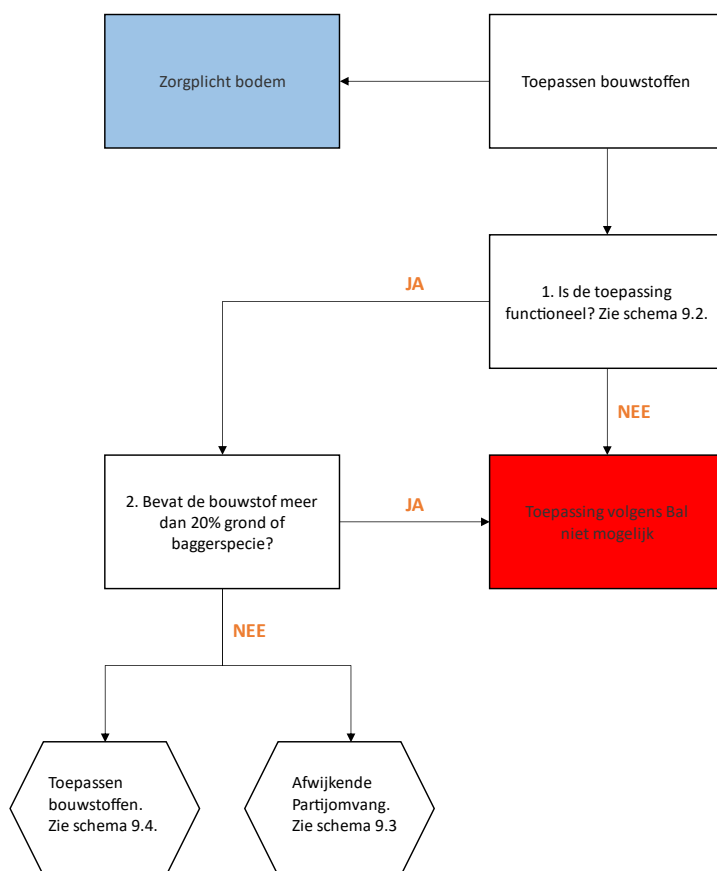 Zorgplicht bodem
Toepassen bouwstoffen
JA
1. Is de toepassing
functioneel? Zie schema 9.2.
NEE
2. Bevat de bouwstof meer
dan 20% grond of
baggerspecie?
JA
Toepassing volgens Bal
niet mogelijk
NEE
Toepassen
bouwstoffen.
Zie schema 9.4.
Afwijkende
Partijomvang.
Zie schema 9.3